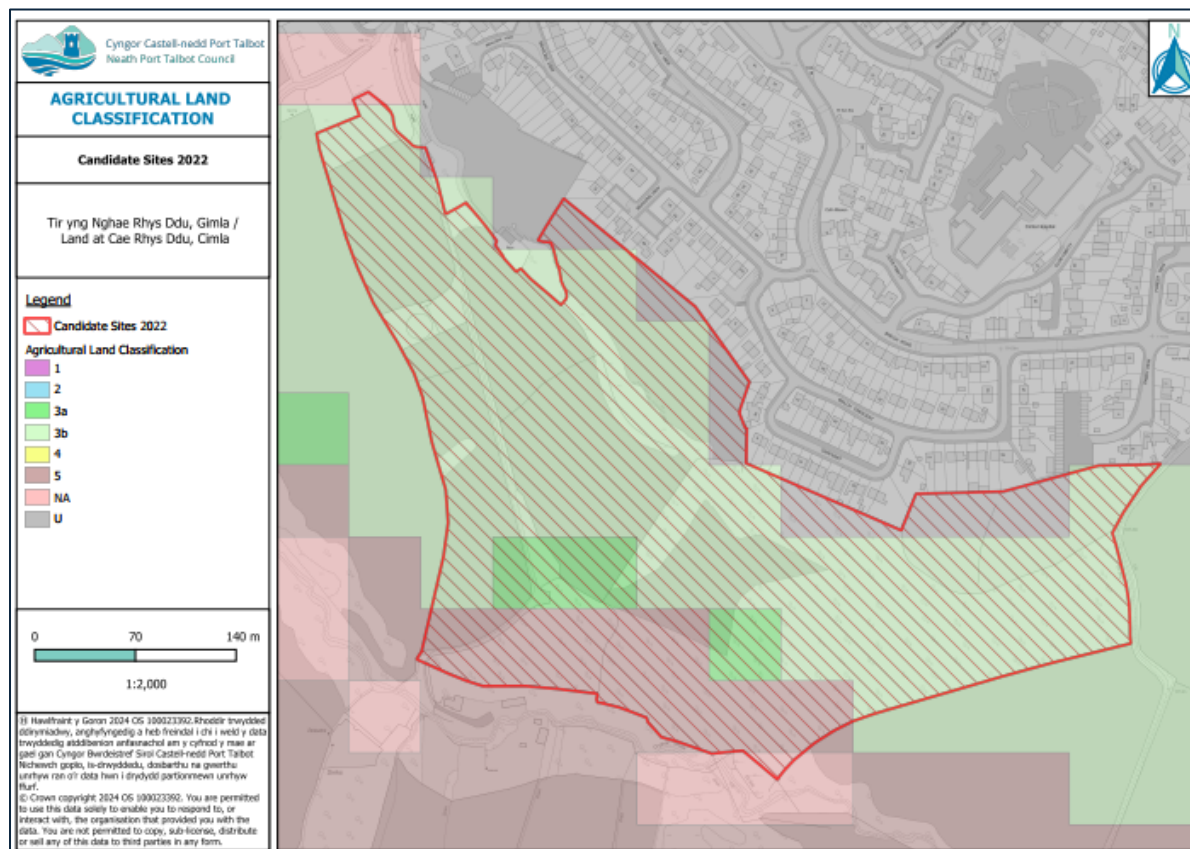 Cyngor Castell-nedd Port Talbot
Neath Port Talbot Council
AGRICULTURAL LAND
CLASSIFICATION
Candidate Sites 2022
Tir yng Nghae Rhys Ddu, Gimla /
Land at Cae Rhys Ddu, Cimla
Legend
Candidate Sites 2022
Agricultural Land Classification
1
2
3a
3b
4
5
NA
U
0 70 140 m
1:2,000
Hawlfraint y Goron 2024 OS 100023392. Rhoddir trwydded
ddirymiadwy, anghyfyngedig a heb freindal i chi i weld y data
trwyddedig
am y cyfnod y mae ar
gael gan Cyngor Bwrdeistref Sirol Castell-nedd Port Talbot
Nichewch gopio, is-drwyddedu, dosbarthu na gwerthu
unrhyw ran o'r data hwn i drydydd
unrhyw
ffurf.
© Crown copyright 2024 OS 100023392. You are permitted
to use this data solely to enable you to respond to, or
interact with, the organisation that provided you with the
data. You are not permitted to copy, sub-license, distribute
or sell any of this data to third parties in any form.
N